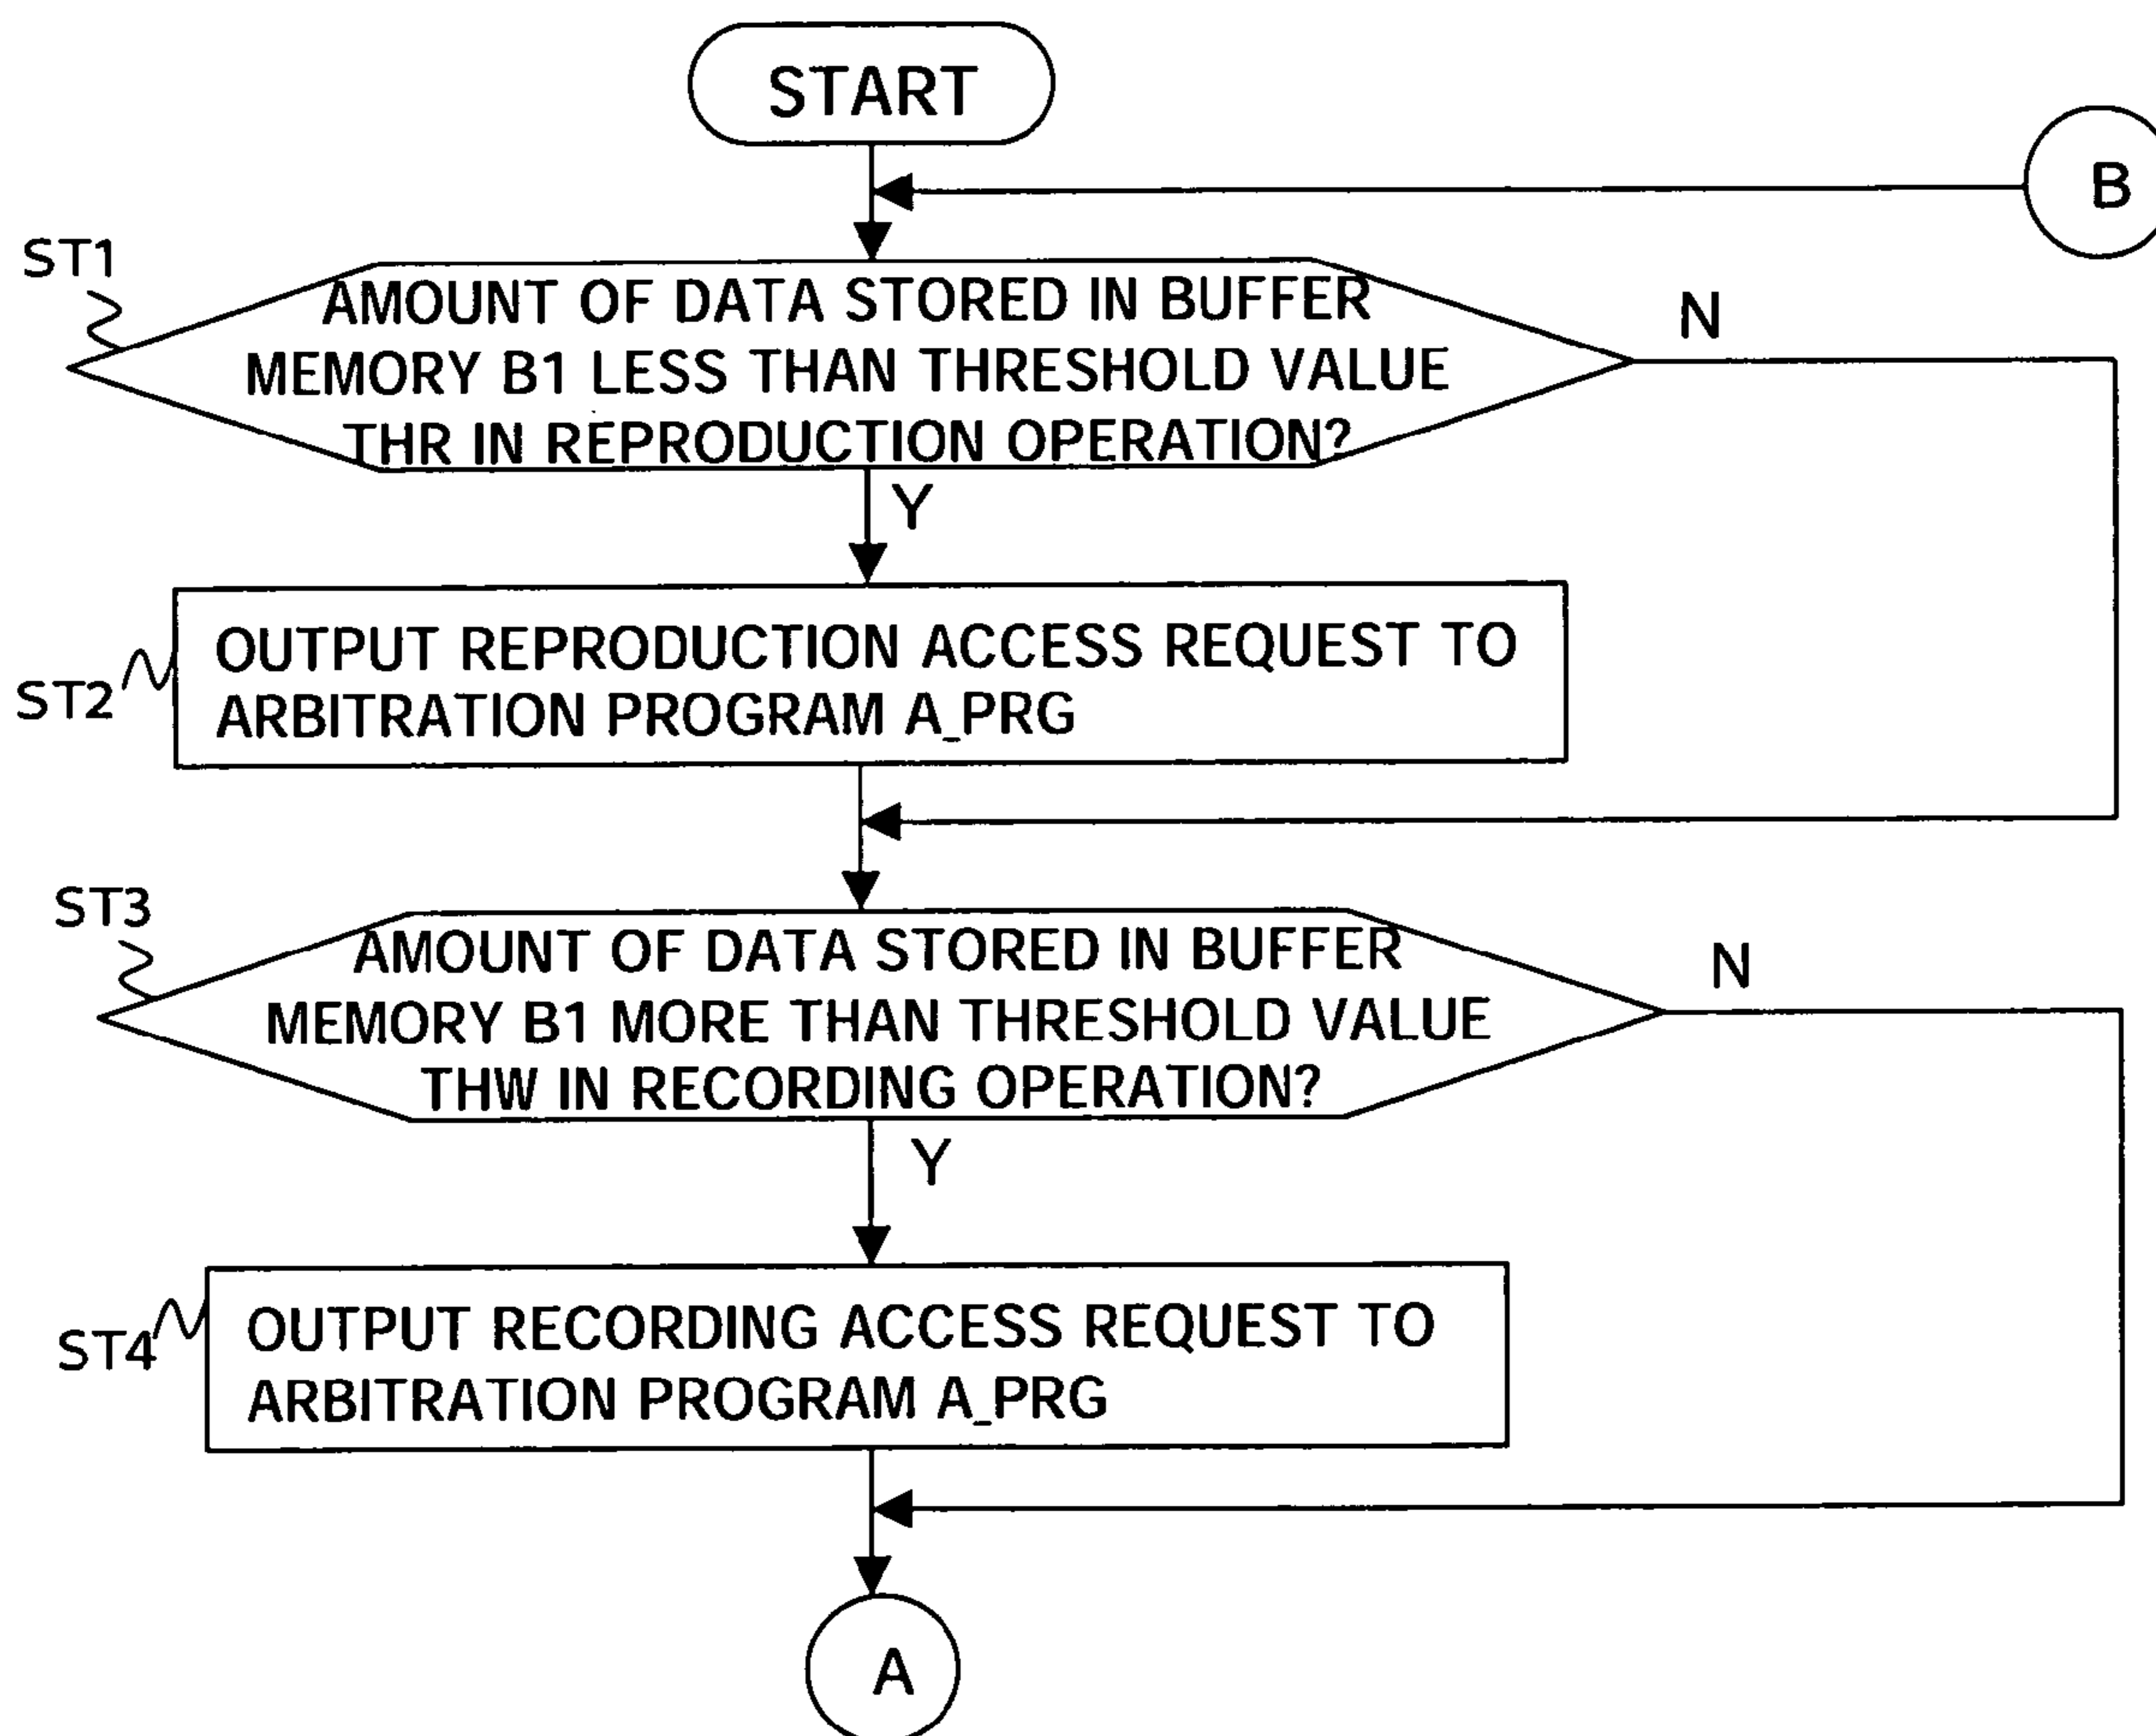 START
B
ST1
AMOUNT OF DATA STORED IN BUFFER
MEMORY B1 LESS THAN THRESHOLD VALUE
THR IN REPRODUCTION OPERATION?
N
Y
ST2
OUTPUT REPRODUCTION ACCESS REQUEST TO
ARBITRATION PROGRAM A_PRG
ST3
AMOUNT OF DATA STORED IN BUFFER
MEMORY B1 MORE THAN THRESHOLD VALUE
THW IN RECORDING OPERATION?
N
Y
ST4
OUTPUT RECORDING ACCESS REQUEST TO
ARBITRATION PROGRAM A_PRG
A